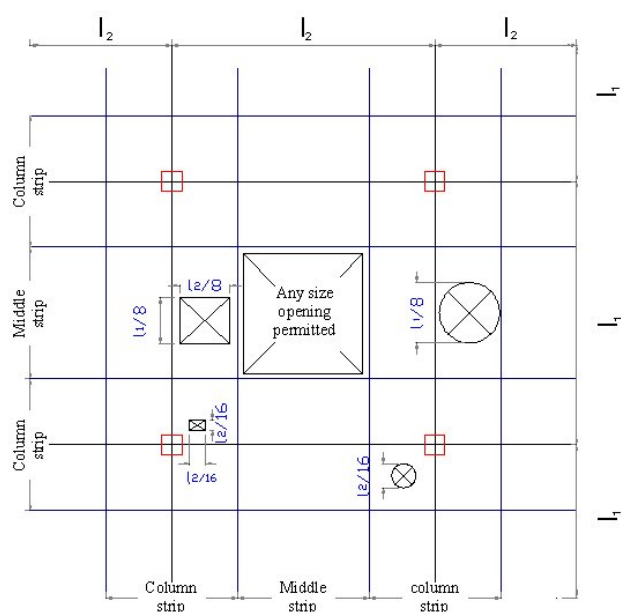 l2
l2
l2
l1
Column
strip
Middle
strip
l2/8
l1/8
Any size
opening
permitted
l1/8
l1
Column
strip
l2/16
l2/16
l2/16
l1
Column
strip
Middle
strip
column
strip